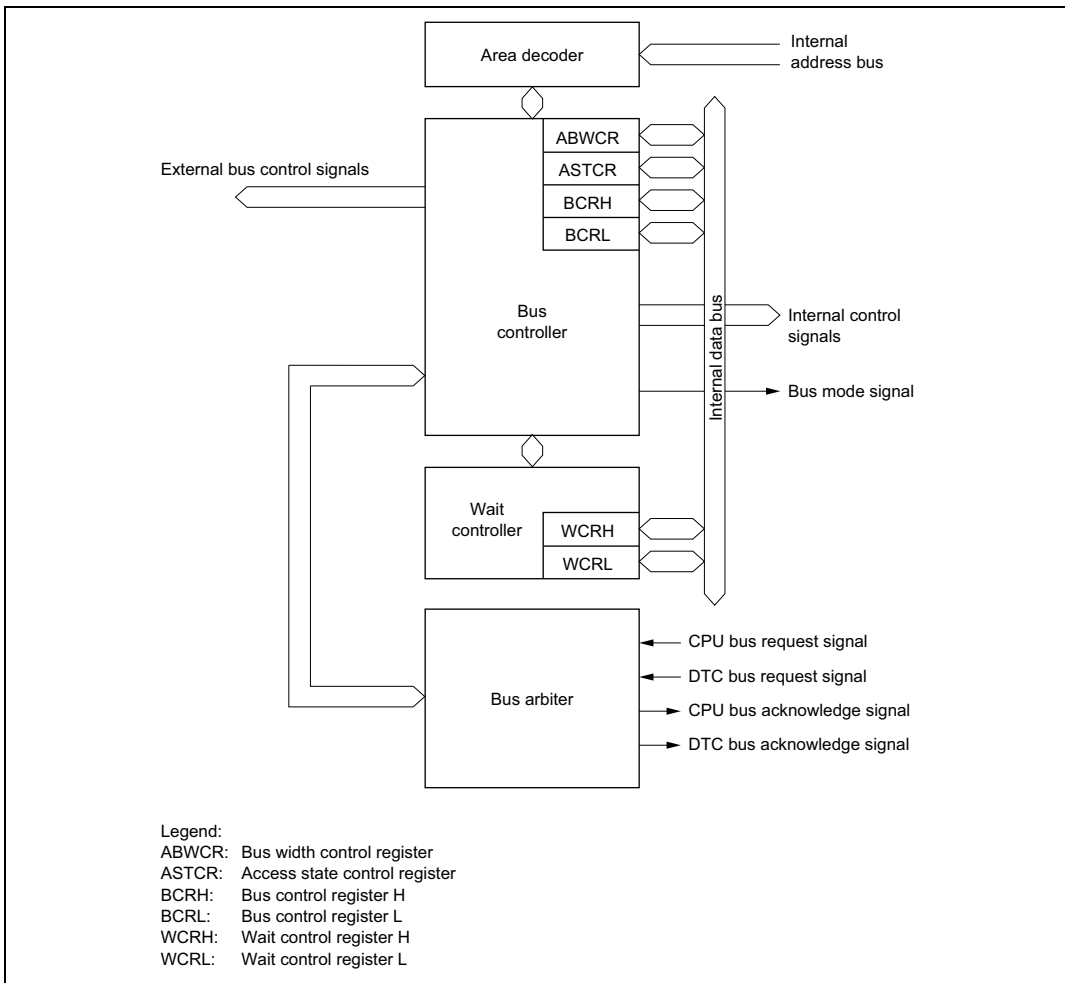 Area decoder
Internal
address bus
ABWCR
ASTCR
BCRH
BCRL
External bus control signals
Bus
controller
Internal data bus
Internal control
signals
Bus mode signal
Wait
controller
WCRH
WCRL
Bus arbiter
CPU bus request signal
DTC bus request signal
CPU bus acknowledge signal
DTC bus acknowledge signal
Legend:
ABWCR: Bus width control register
ASTCR: Access state control register
BCRH: Bus control register H
BCRL: Bus control register L
WCRH: Wait control register H
WCRL: Wait control register L